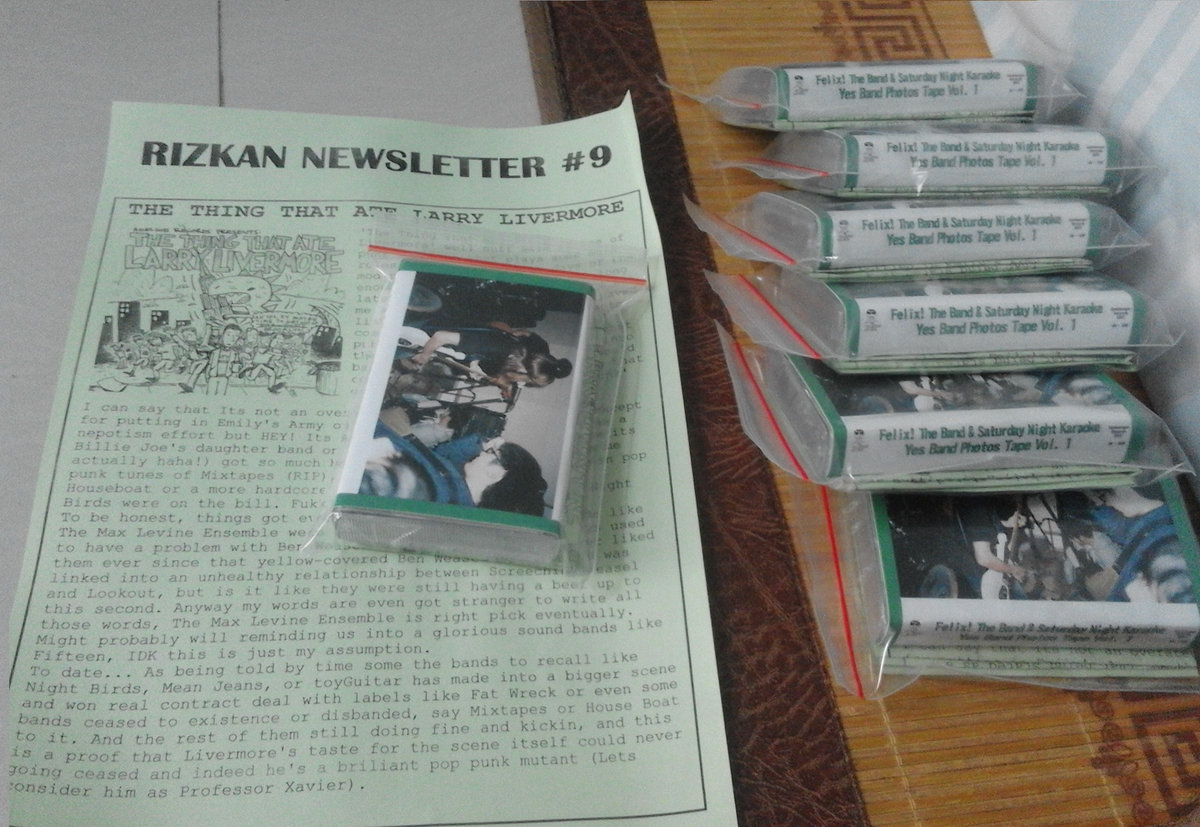 RIZKAN NEWSLETTER #9
THE THING THAT ATE LARRY LIVERMORE
THE THING THAT ATE
LARRY LIVERMORE
I can say that Its not an over
for putting in Emily's Army o
nepotism effort but HEY! Its
Billie Joe's daughter band or
actually haha!) got so much
punk tunes of Mixtapes (RIP)
Houseboat or a more hardcore
Birds were on the bill. Fuk
To be honest, things got ev like
The Max Levine Ensemble we used
to have a problem with Ben liked
them ever since that yellow-covered Ben Weas was
linked into an unhealthy relationship between Screeching Weasel
and Lookout, but is it like they were still having a beef up to
this second. Anyway my words are even got stranger to write all
those words, The Max Levine Ensemble is right pick eventually.
Might probably will reminding us into a glorious sound bands like
Fifteen, IDK this is just my assumption.
To date... As being told by time some the bands to recall like
Night Birds, Mean Jeans, or toyGuitar has made into a bigger scene
and won real contract deal with labels like Fat Wreck or even some
bands ceased to existence or disbanded, say Mixtapes or House Boat
to it. And the rest of them still doing fine and kickin, and this
is a proof that Livermore's taste for the scene itself could never
going ceased and indeed he's a briliant pop punk mutant (Lets
consider him as Professor Xavier).
Felix! The Band & Saturday Night Karaoke
Yes Band Photos Tape Vol. 1
Felix! The Band & Saturday Night Karaoke
Yes Band Photos Tape Vol. 1
Felix! The Band & Saturday Night Karaoke
Yes Band Photos Tape Vol. 1
Felix! The Band & Saturday Night Karaoke
Yes Band Photos Tape Vol. 1
Felix! The Band & Saturday Night Karaoke
Yes Band Photos Tape Vol. 1
Felix! The Band & Saturday Night Karaoke
Yes Band Photos Tape Vol. 1